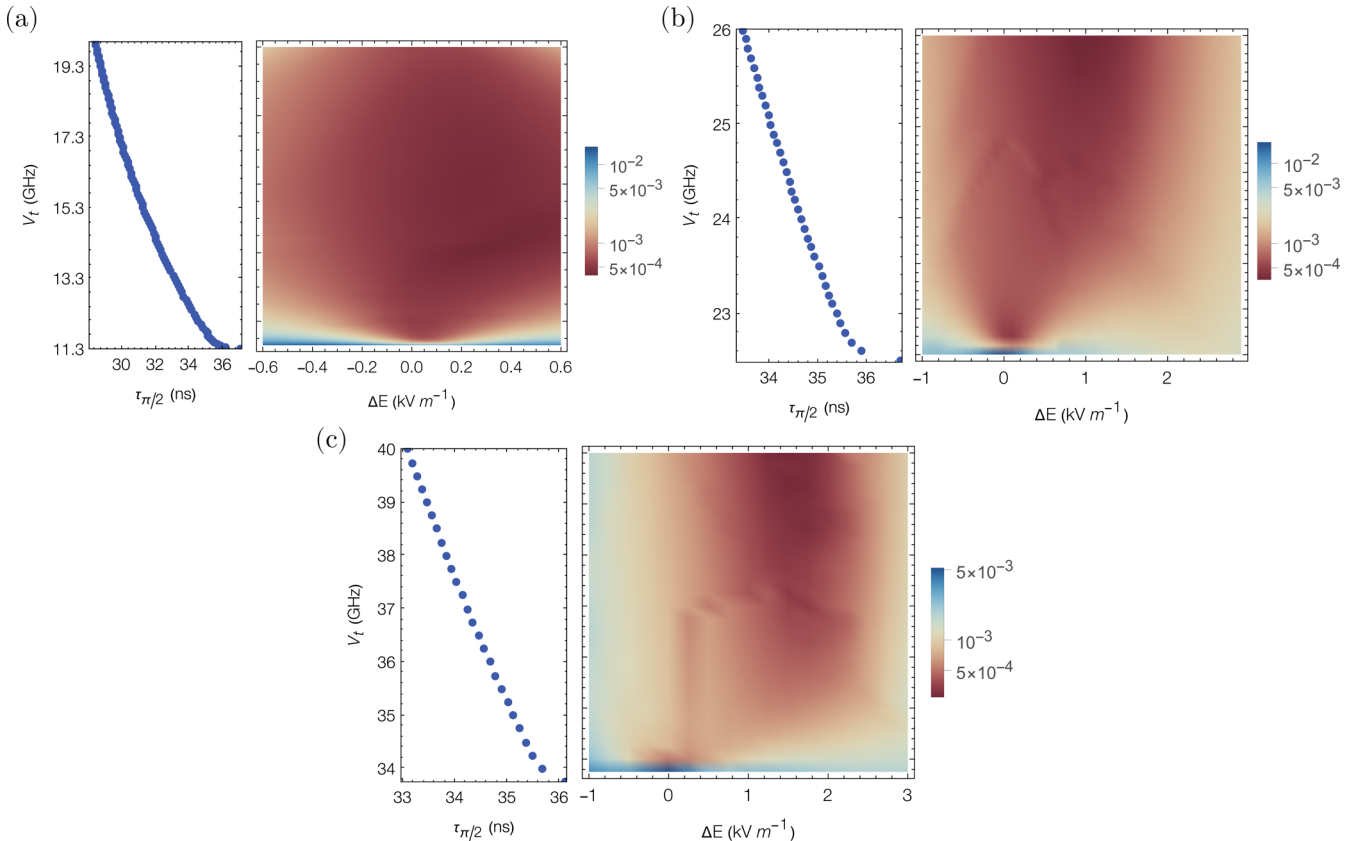 (a)
19.3
17.3
15.3
13.3
11.3
V_t (GHz)
30 32 34 36
τ_π/2 (ns)
−0.6 −0.4 −0.2 0.0 0.2 0.4 0.6
ΔE (kV m⁻¹)
10⁻²
5×10⁻³
10⁻³
5×10⁻⁴
(b)
26
25
24
23
V_t (GHz)
34 35 36
τ_π/2 (ns)
−1 0 1 2
ΔE (kV m⁻¹)
10⁻²
5×10⁻³
10⁻³
5×10⁻⁴
(c)
40
39
38
37
36
35
34
V_t (GHz)
33 34 35 36
τ_π/2 (ns)
−1 0 1 2 3
ΔE (kV m⁻¹)
5×10⁻³
10⁻³
5×10⁻⁴